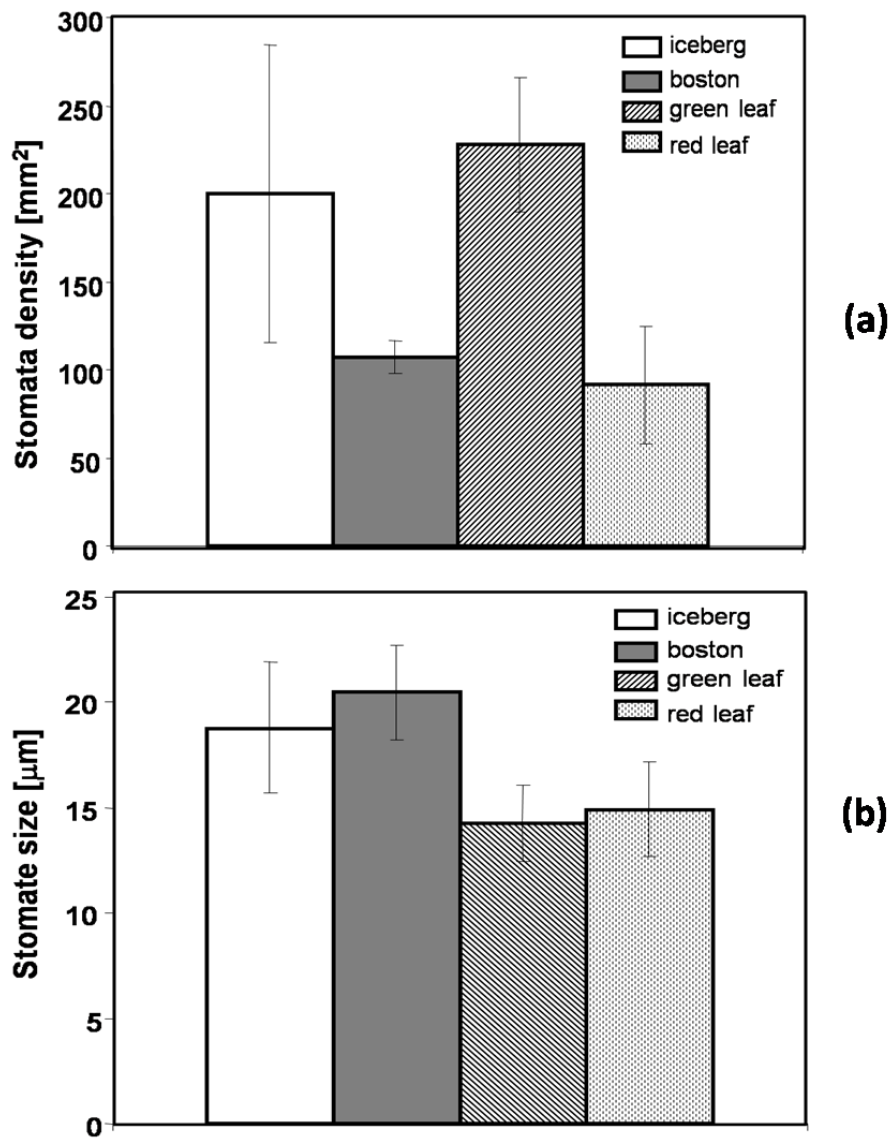 300
250
200
150
100
50
0
Stomata density [mm²]
iceberg
boston
green leaf
red leaf
(a)
25
20
15
10
5
0
Stomate size [µm]
iceberg
boston
green leaf
red leaf
(b)